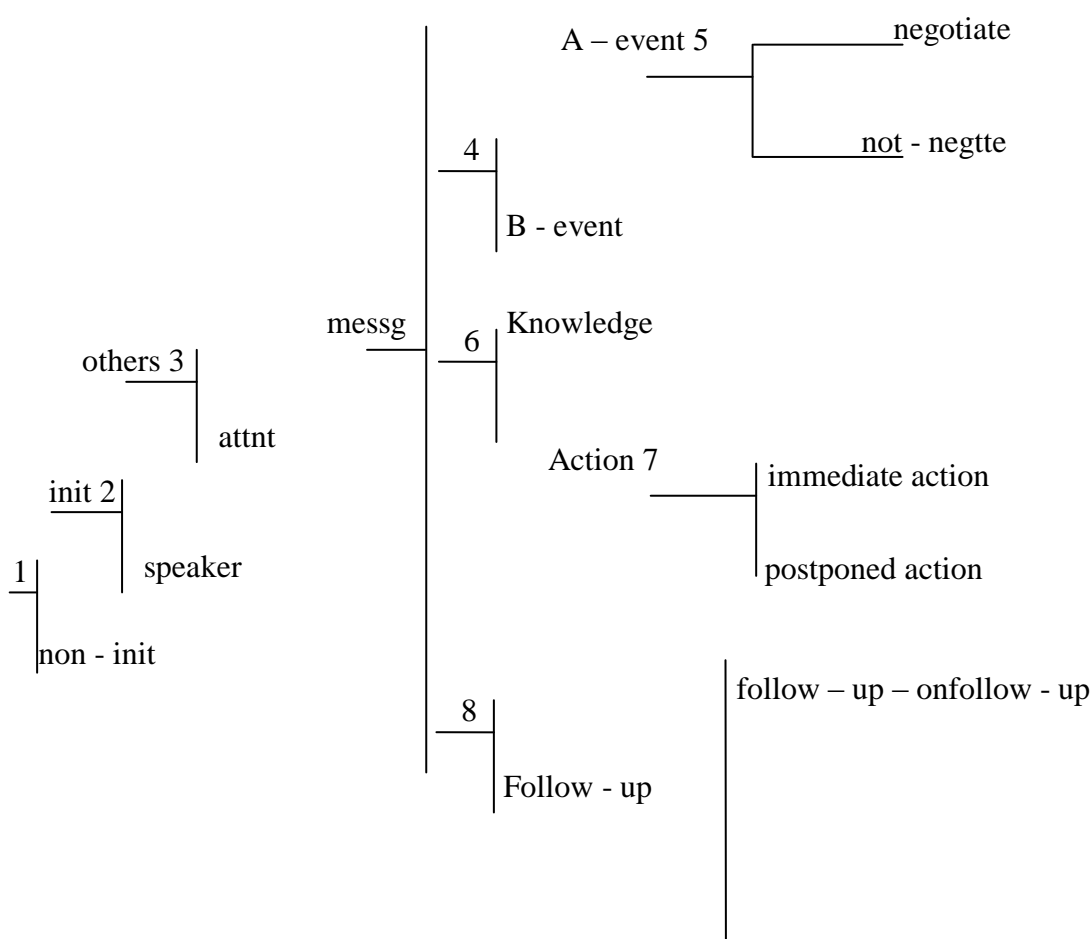 negotiate
A – event 5
not - negtte
4
B - event
Knowledge
messg
6
others 3
attnt
Action 7
immediate action
init 2
speaker
postponed action
1
non - init
follow – up – onfollow - up
8
Follow - up